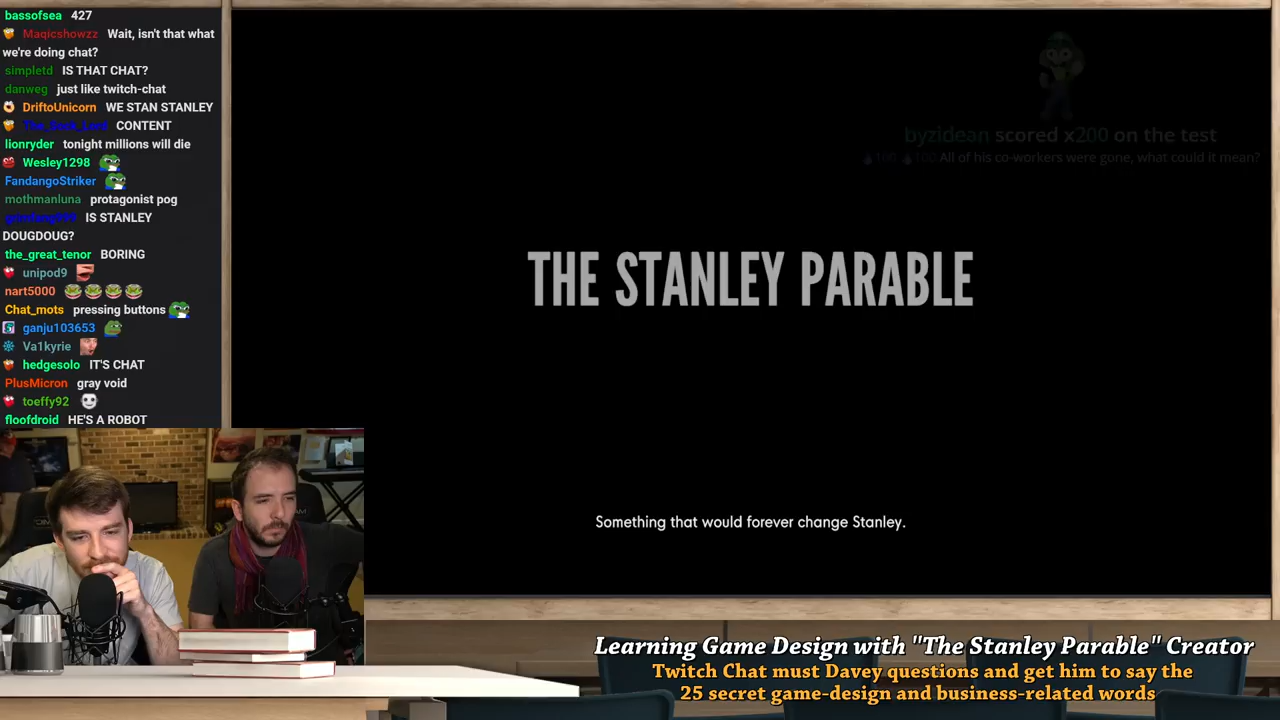 bassofsea 427
Maqicshowzz Wait, isn't that what
we're doing chat?
simpletd IS THAT CHAT?
danweg just like twitch-chat
DriftoUnicorn WE STAN STANLEY
CONTENT
lionryder tonight millions will die
Wesley1298
FandangoStriker
mothmanluna protagonist pog
IS STANLEY
DOUGDOUG?
the_great_tenor BORING
unipod9
nart5000
Chat_mots pressing buttons
ganju103653
Va1kyrie
hedgesolo IT'S CHAT
PlusMicron gray void
toeffy92
floofdroid HE'S A ROBOT
byzidean scored x200 on the test
100 100 All of his co-workers were gone, what could it mean?
THE STANLEY PARABLE
Something that would forever change Stanley.
Learning Game Design with "The Stanley Parable" Creator
Twitch Chat must Davey questions and get him to say the
25 secret game-design and business-related words